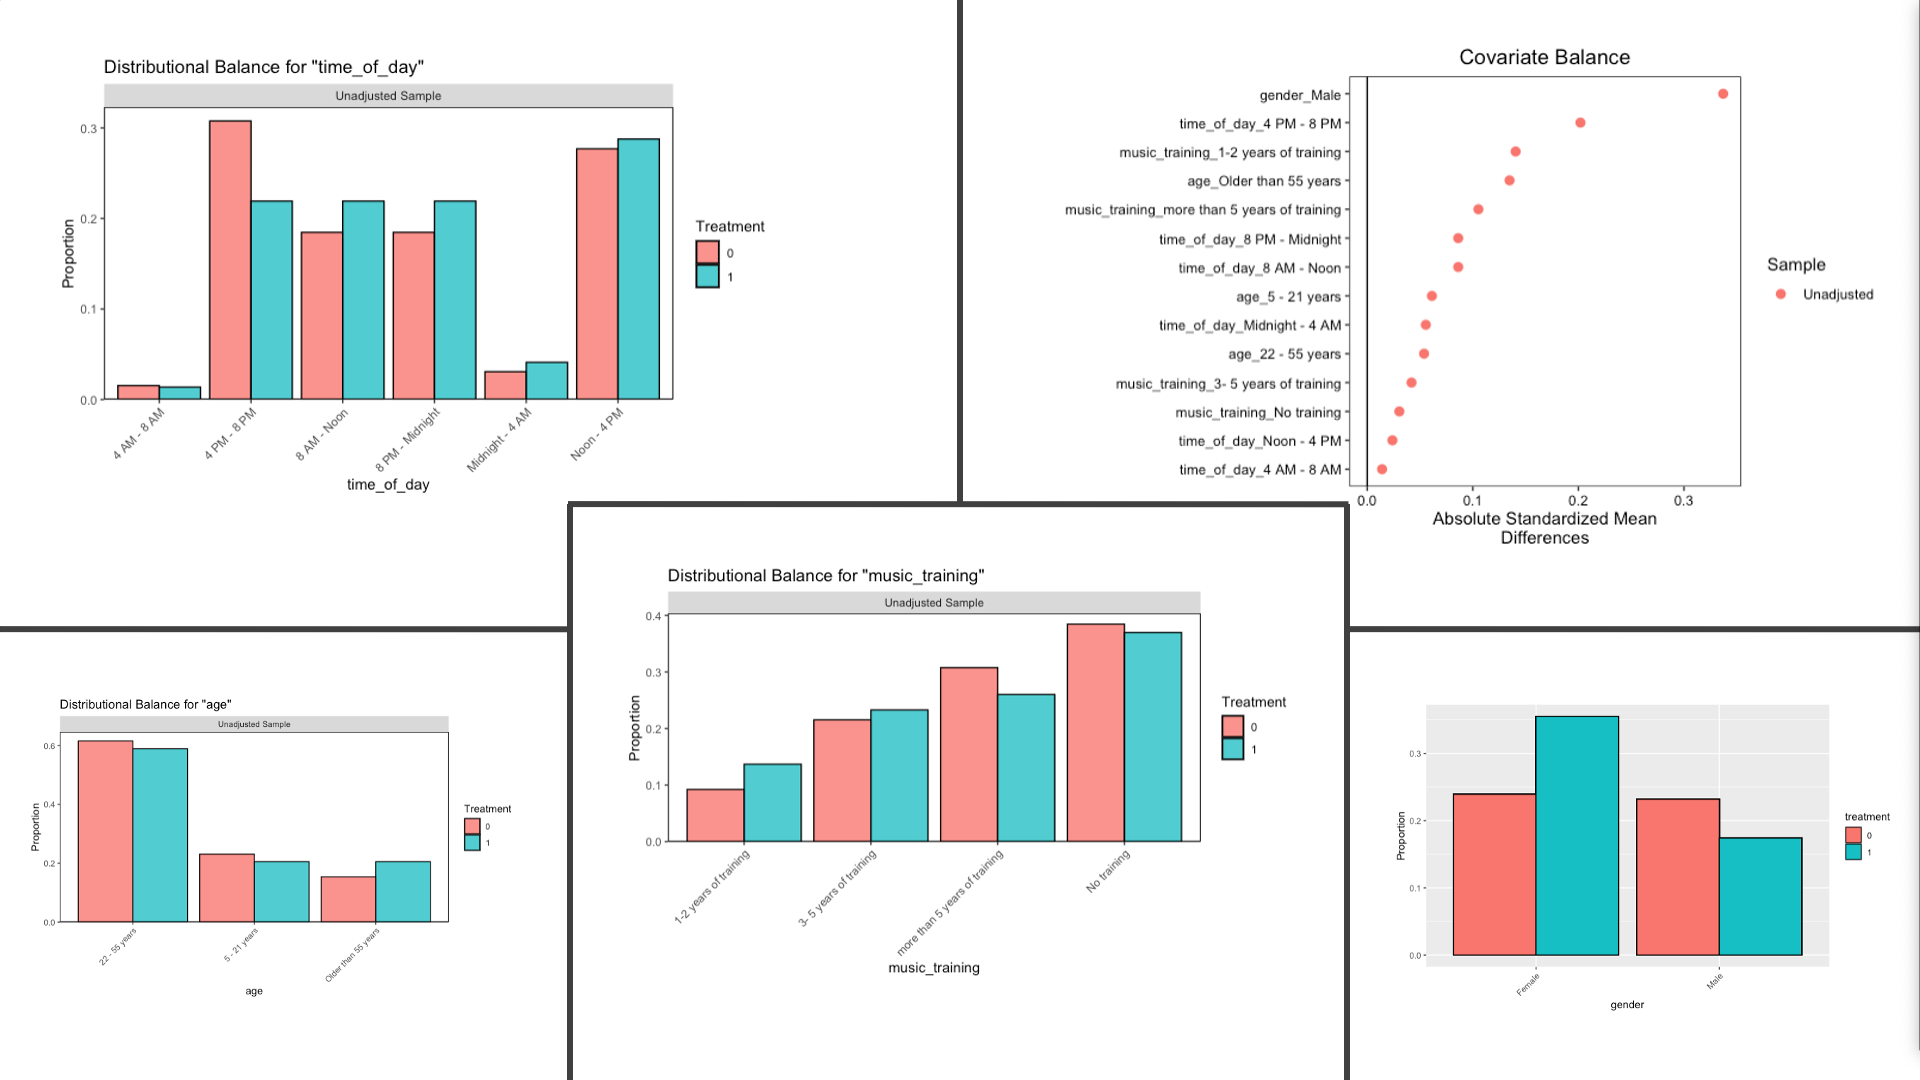 Distributional Balance for "time_of_day"
Unadjusted Sample
0.3
0.2
0.1
0.0
Proportion
4 AM - 8 AM
4 PM - 8 PM
8 AM - Noon
8 PM - Midnight
Midnight - 4 AM
Noon - 4 PM
time_of_day
Treatment
0
1
Covariate Balance
gender_Male
time_of_day_4 PM - 8 PM
music_training_1-2 years of training
age_Older than 55 years
music_training_more than 5 years of training
time_of_day_8 PM - Midnight
time_of_day_8 AM - Noon
age_5 - 21 years
time_of_day_Midnight - 4 AM
age_22 - 55 years
music_training_3- 5 years of training
music_training_No training
time_of_day_Noon - 4 PM
time_of_day_4 AM - 8 AM
0.0 0.1 0.2 0.3
Absolute Standardized Mean
Differences
Sample
Unadjusted
Distributional Balance for "age"
Unadjusted Sample
0.6
0.4
0.2
0.0
Proportion
22 - 55 years
5 - 21 years
Older than 55 years
age
Treatment
0
1
Distributional Balance for "music_training"
Unadjusted Sample
0.4
0.3
0.2
0.1
0.0
Proportion
1-2 years of training
3- 5 years of training
more than 5 years of training
No training
music_training
Treatment
0
1
0.3
0.2
0.1
0.0
Proportion
Female
Male
gender
treatment
0
1